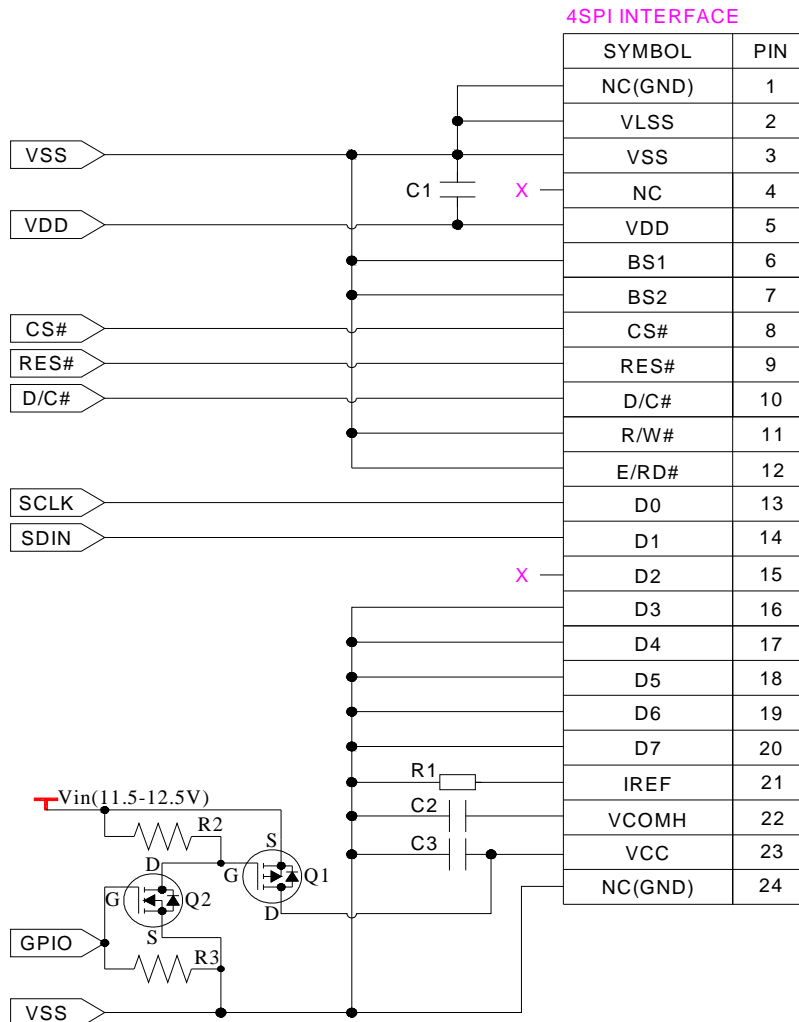 4SPI INTERFACE
SYMBOL PIN
NC(GND) 1
VLSS 2
VSS VSS 3
C1 X NC 4
VDD VDD 5
BS1 6
BS2 7
CS# CS# 8
RES# RES# 9
D/C# D/C# 10
R/W# 11
E/RD# 12
SCLK D0 13
SDIN D1 14
X D2 15
D3 16
D4 17
D5 18
D6 19
D7 20
R1 IREF 21
Vin(11.5-12.5V) C2 VCOMH 22
R2 S C3 VCC 23
D G Q1 NC(GND) 24
G Q2 D
S
GPIO R3
VSS